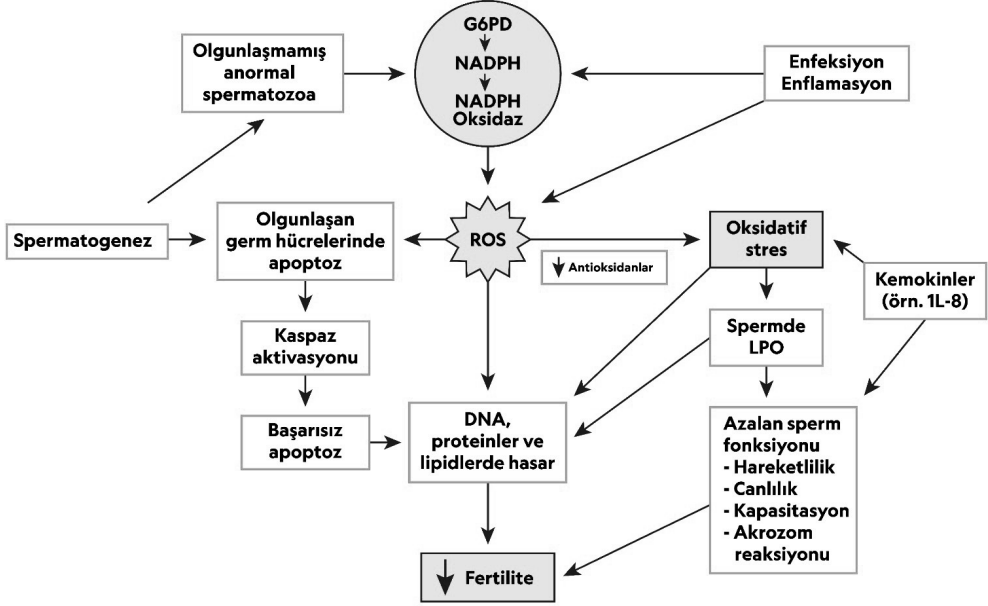 G6PD
NADPH
NADPH
Oksidaz
Olgunlaşmamış
anormal
spermatozoa
Enfeksiyon
Enflamasyon
Spermatogenez
Olgunlaşan
germ hücrelerinde
apoptoz
ROS
↓ Antioksidanlar
Oksidatif
stres
Kemokinler
(örn. 1L-8)
Kaspaz
aktivasyonu
Spermde
LPO
Başarısız
apoptoz
DNA,
proteinler ve
lipidlerde hasar
Azalan sperm
fonksiyonu
- Hareketlilik
- Canlılık
- Kapasitasyon
- Akrozom
reaksiyonu
↓ Fertilite